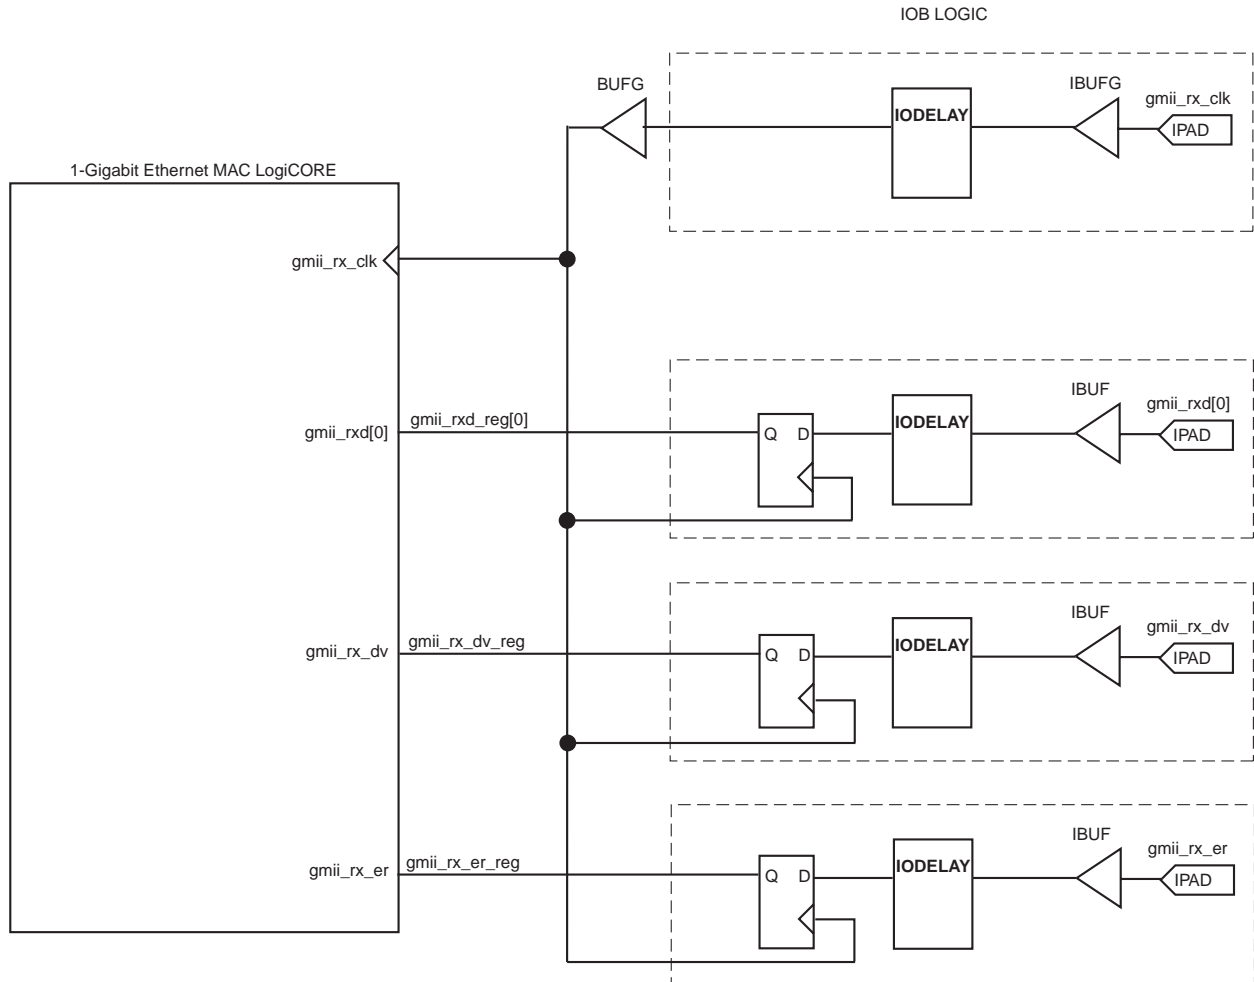 IOB LOGIC
BUFG
IODELAY
IBUFG
gmii_rx_clk
IPAD
1-Gigabit Ethernet MAC LogiCORE
gmii_rx_clk
gmii_rxd[0]
gmii_rxd_reg[0]
Q D
IODELAY
IBUF
gmii_rxd[0]
IPAD
gmii_rx_dv
gmii_rx_dv_reg
Q D
IODELAY
IBUF
gmii_rx_dv
IPAD
gmii_rx_er
gmii_rx_er_reg
Q D
IODELAY
IBUF
gmii_rx_er
IPAD